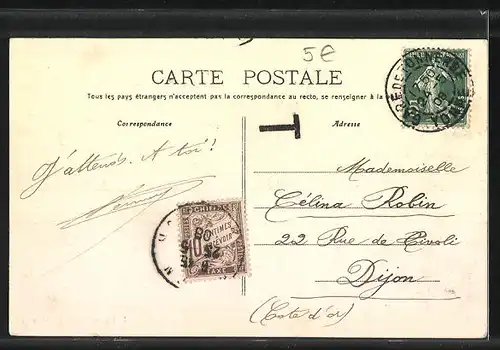 5€
CARTE POSTALE
Tous les pays étrangers n'acceptent pas la correspondance au recto, se renseigner à la
Correspondance
T
Adresse
J'attends. A toi!
Mademoiselle
Célina Robin
22 Rue de Rivoli
Dijon
(Côte d'or)
10
CENTIMES
TAXE